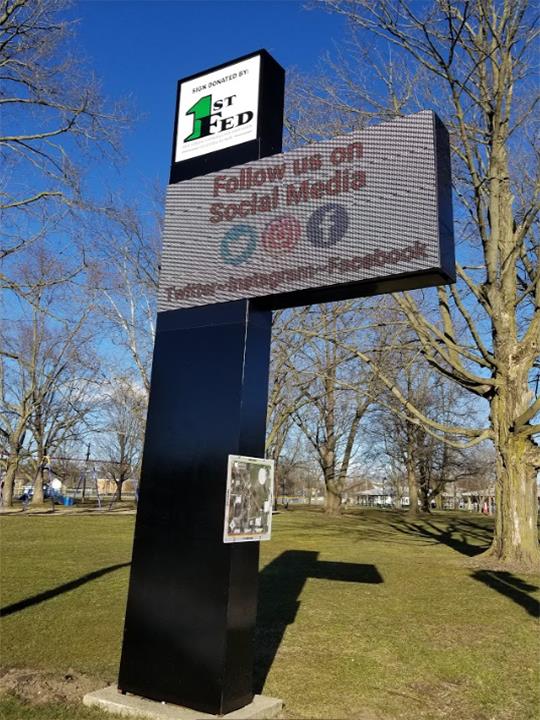 SIGN DONATED BY:
1ST
FED
Follow us on
Social Media
Twitter~Instagram~Facebook